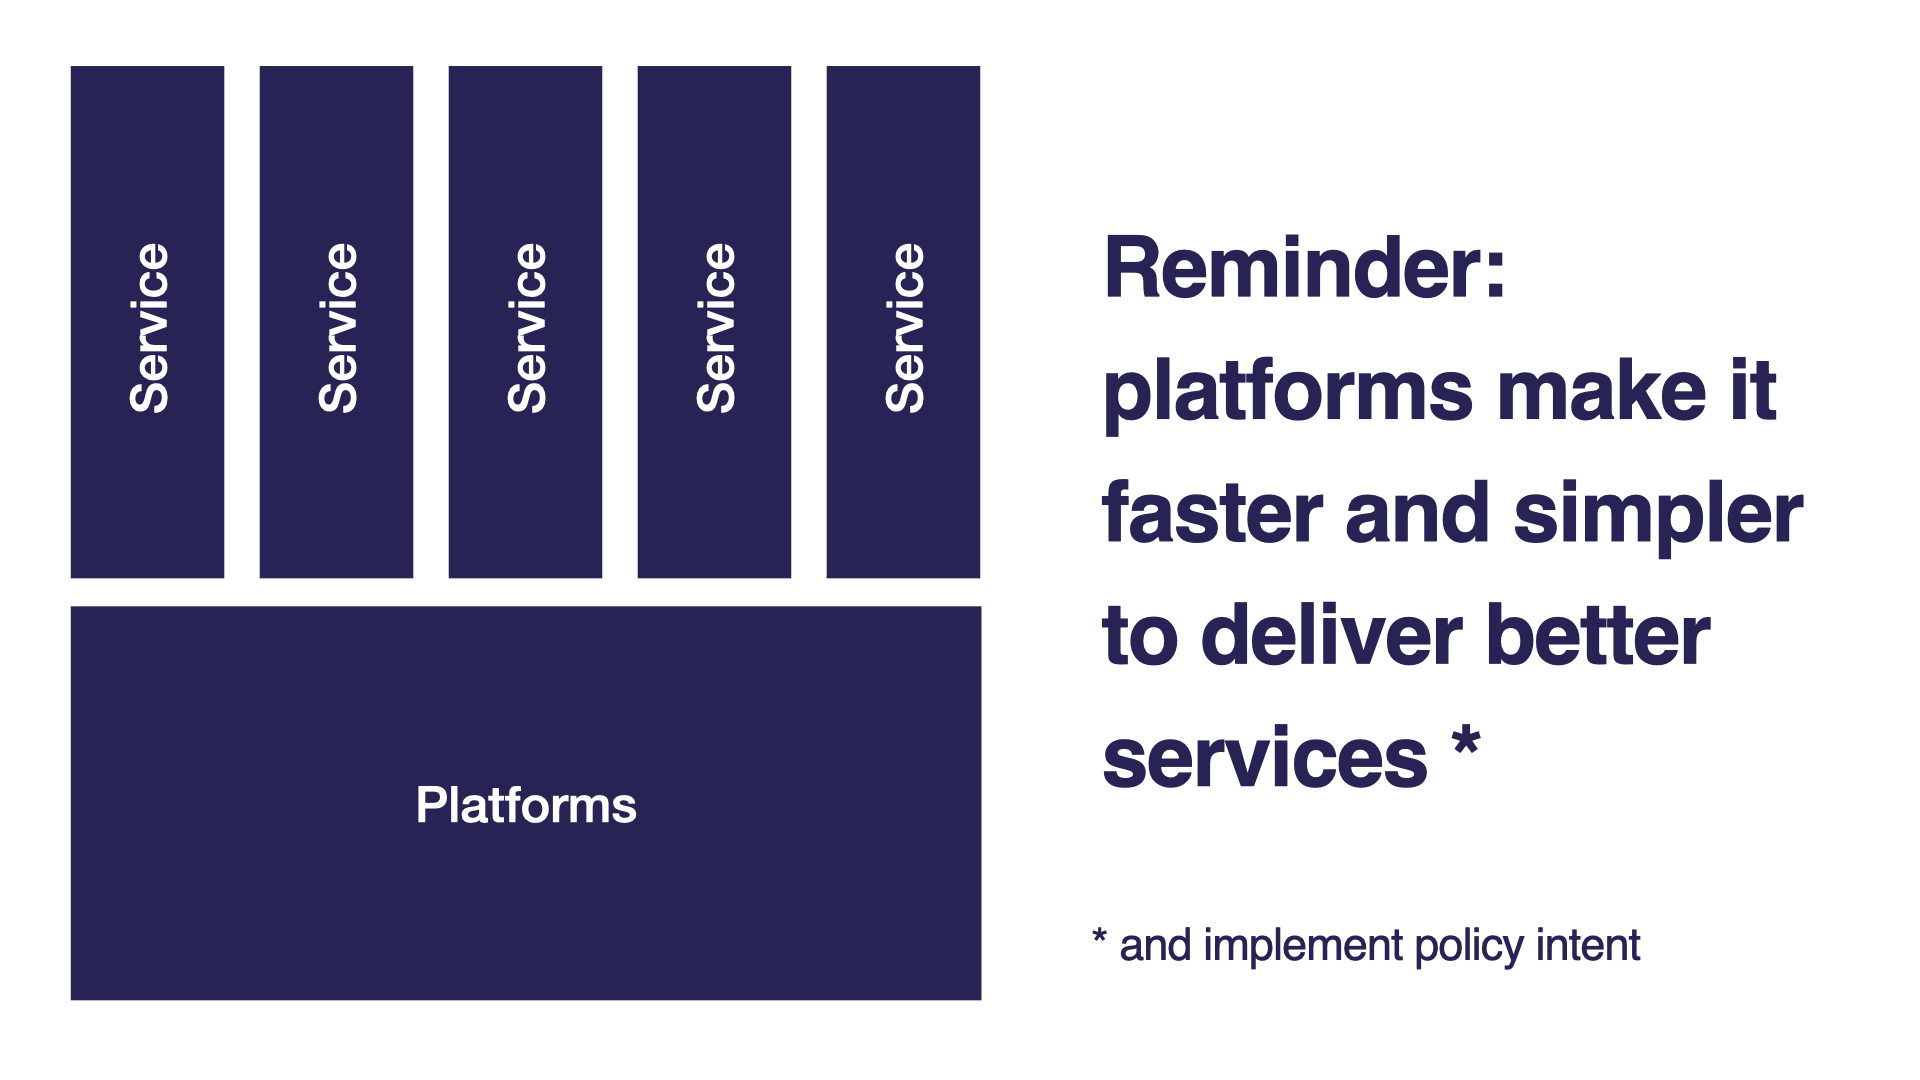 Service
Service
Service
Service
Service
Platforms
Reminder:
platforms make it
faster and simpler
to deliver better
services *
* and implement policy intent